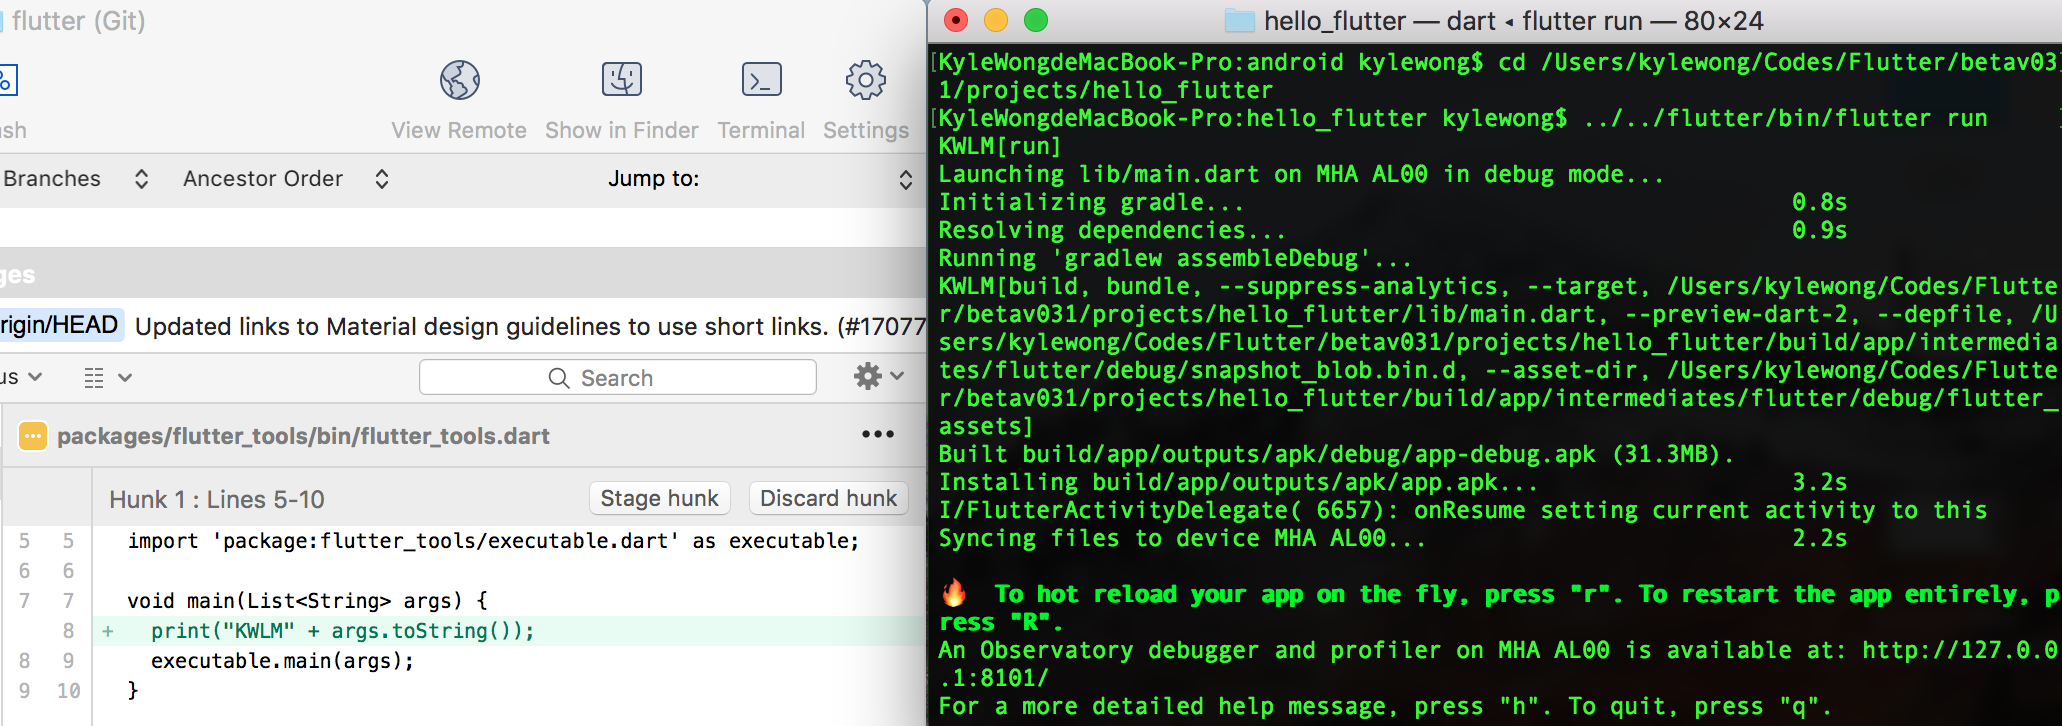 flutter (Git)
View Remote
Show in Finder
Terminal
Settings
Branches
Ancestor Order
Jump to:
origin/HEAD Updated links to Material design guidelines to use short links. (#17077
Search
packages/flutter_tools/bin/flutter_tools.dart
Hunk 1 : Lines 5-10
Stage hunk
Discard hunk
5 5 import 'package:flutter_tools/executable.dart' as executable;
6 6
7 7 void main(List<String> args) {
8 + print("KWLM" + args.toString());
8 9 executable.main(args);
9 10 }
hello_flutter — dart ◂ flutter run — 80×24
[KyleWongdeMacBook-Pro:android kylewong$ cd /Users/kylewong/Codes/Flutter/betav03
1/projects/hello_flutter
[KyleWongdeMacBook-Pro:hello_flutter kylewong$ ../../flutter/bin/flutter run
KWLM[run]
Launching lib/main.dart on MHA AL00 in debug mode...
Initializing gradle... 0.8s
Resolving dependencies... 0.9s
Running 'gradlew assembleDebug'...
KWLM[build, bundle, --suppress-analytics, --target, /Users/kylewong/Codes/Flutte
r/betav031/projects/hello_flutter/lib/main.dart, --preview-dart-2, --depfile, /U
sers/kylewong/Codes/Flutter/betav031/projects/hello_flutter/build/app/intermedia
tes/flutter/debug/snapshot_blob.bin.d, --asset-dir, /Users/kylewong/Codes/Flutte
r/betav031/projects/hello_flutter/build/app/intermediates/flutter/debug/flutter_
assets]
Built build/app/outputs/apk/debug/app-debug.apk (31.3MB).
Installing build/app/outputs/apk/app.apk... 3.2s
I/FlutterActivityDelegate( 6657): onResume setting current activity to this
Syncing files to device MHA AL00... 2.2s
🔥 To hot reload your app on the fly, press "r". To restart the app entirely, p
ress "R".
An Observatory debugger and profiler on MHA AL00 is available at: http://127.0.0
.1:8101/
For a more detailed help message, press "h". To quit, press "q".